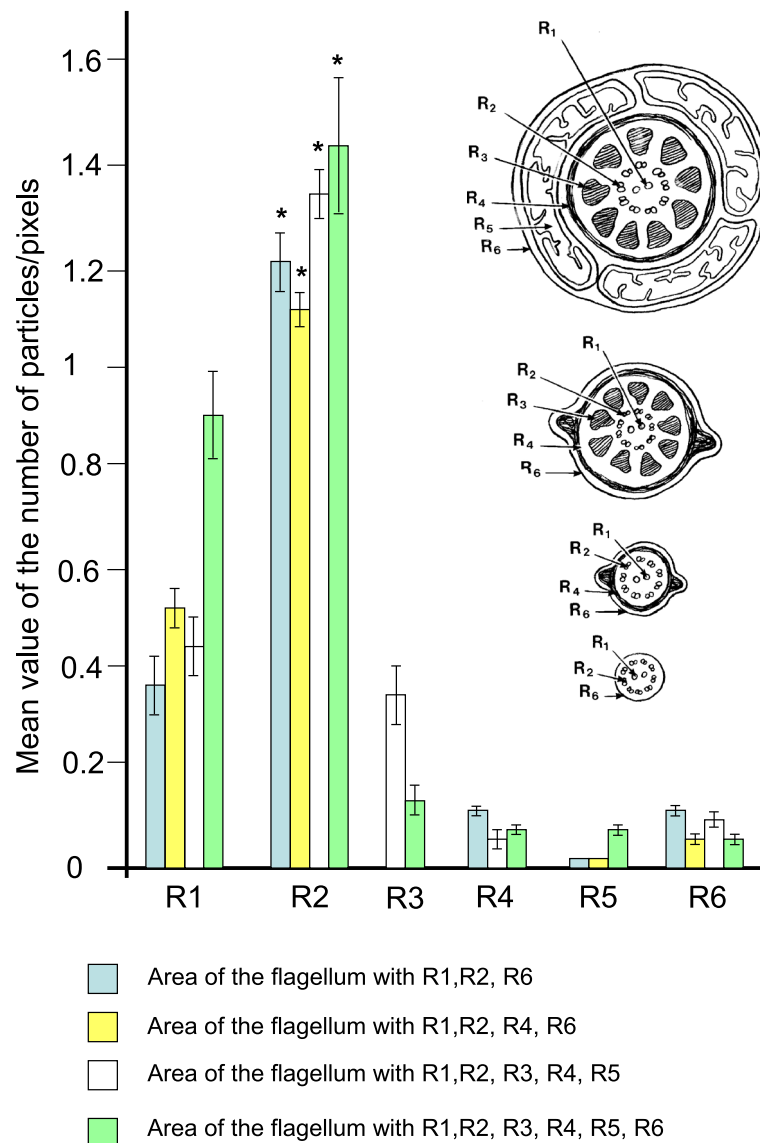 Mean value of the number of particles/pixels
1.6
1.4
1.2
1
0.8
0.6
0.4
0.2
0
*
*
*
*
R1
R2
R3
R4
R5
R6
R1
R2
R3
R4
R5
R6
R1
R2
R3
R4
R6
R1
R2
R4
R6
R1
R2
R6
Area of the flagellum with R1,R2, R6
Area of the flagellum with R1,R2, R4, R6
Area of the flagellum with R1,R2, R3, R4, R5
Area of the flagellum with R1,R2, R3, R4, R5, R6